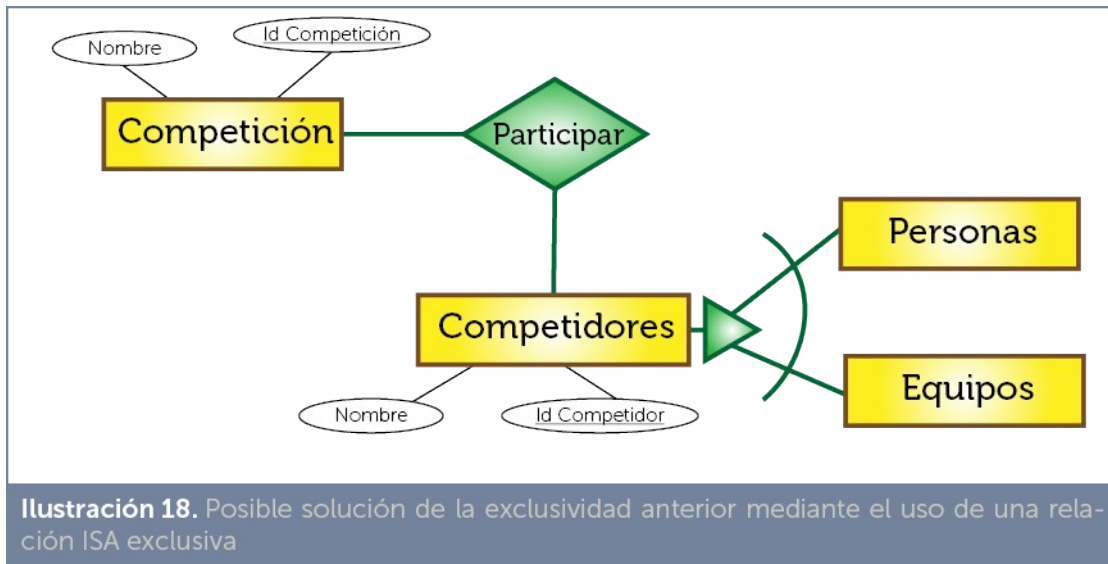 Nombre
Id Competición
Competición
Participar
Personas
Competidores
Equipos
Nombre
Id Competidor
Ilustración 18. Posible solución de la exclusividad anterior mediante el uso de una rela-
ción ISA exclusiva